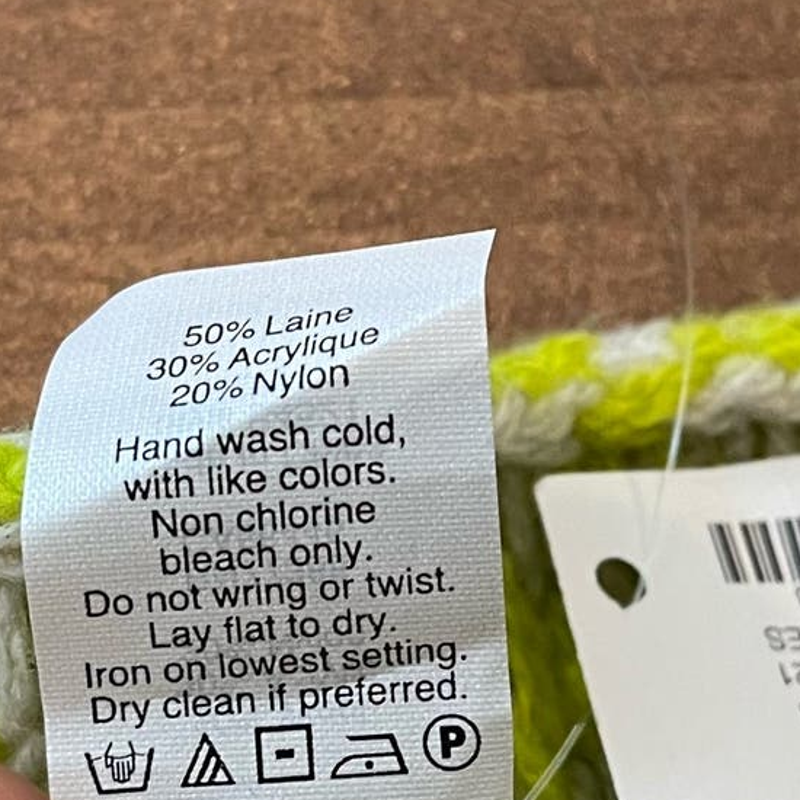 50% Laine
30% Acrylique
20% Nylon
Hand wash cold,
with like colors.
Non chlorine
bleach only.
Do not wring or twist.
Lay flat to dry.
Iron on lowest setting.
Dry clean if preferred.
P